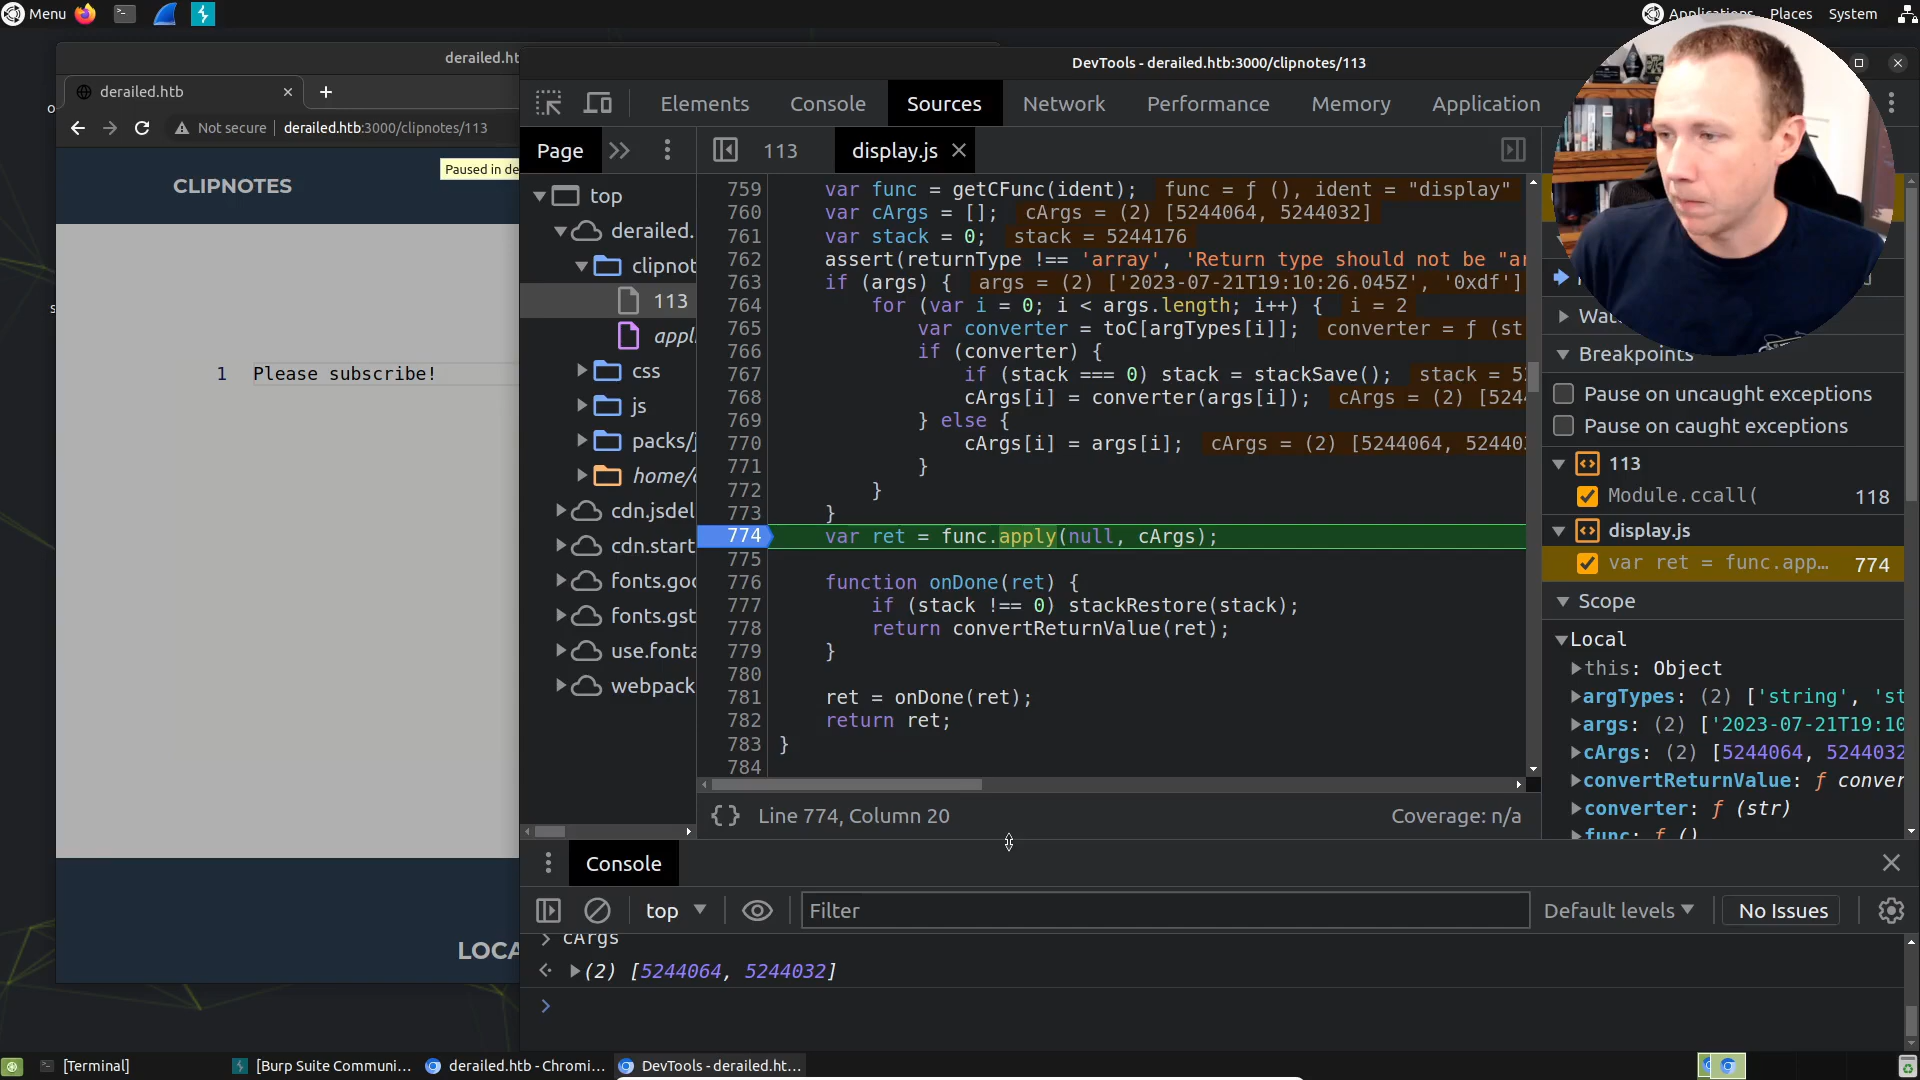 Menu
Applications Places System
derailed.ht
DevTools - derailed.htb:3000/clipnotes/113
derailed.htb
Not secure derailed.htb:3000/clipnotes/113
Elements Console Sources Network Performance Memory Application
Page 113 display.js
Paused in de
CLIPNOTES
1 Please subscribe!
LOCA
top
derailed.
clipnot
113
appl
css
js
packs/j
home/
cdn.jsdel
cdn.start
fonts.goo
fonts.gst
use.fonta
webpack
759 var func = getCFunc(ident); func = ƒ (), ident = "display"
760 var cArgs = []; cArgs = (2) [5244064, 5244032]
761 var stack = 0; stack = 5244176
762 assert(returnType !== 'array', 'Return type should not be "ar
763 if (args) { args = (2) ['2023-07-21T19:10:26.045Z', '0xdf']
764 for (var i = 0; i < args.length; i++) { i = 2
765 var converter = toC[argTypes[i]]; converter = ƒ (st
766 if (converter) {
767 if (stack === 0) stack = stackSave(); stack = 5
768 cArgs[i] = converter(args[i]); cArgs = (2) [524
769 } else {
770 cArgs[i] = args[i]; cArgs = (2) [5244064, 52440
771 }
772 }
773 }
774 var ret = func.apply(null, cArgs);
775
776 function onDone(ret) {
777 if (stack !== 0) stackRestore(stack);
778 return convertReturnValue(ret);
779 }
780
781 ret = onDone(ret);
782 return ret;
783 }
784
{} Line 774, Column 20 Coverage: n/a
Wat
Breakpoints
Pause on uncaught exceptions
Pause on caught exceptions
113
Module.ccall( 118
display.js
var ret = func.app… 774
Scope
Local
this: Object
argTypes: (2) ['string', 'st
args: (2) ['2023-07-21T19:10
cArgs: (2) [5244064, 5244032
convertReturnValue: ƒ conver
converter: ƒ (str)
func: ƒ ()
Console
top Filter Default levels No Issues
cArgs
(2) [5244064, 5244032]
[Terminal] [Burp Suite Communi... derailed.htb - Chromi... DevTools - derailed.ht...